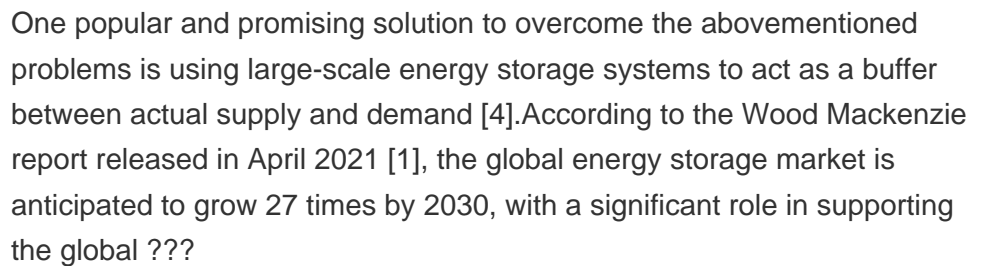 One popular and promising solution to overcome the abovementioned
problems is using large-scale energy storage systems to act as a buffer
between actual supply and demand [4].According to the Wood Mackenzie
report released in April 2021 [1], the global energy storage market is
anticipated to grow 27 times by 2030, with a significant role in supporting
the global ???